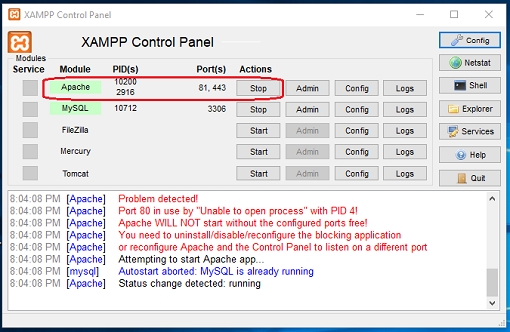 XAMPP Control Panel
XAMPP Control Panel
Config
Modules
Service Module PID(s) Port(s) Actions
Apache 10200 2916 81, 443 Stop Admin Config Logs
Netstat
MySQL 10712 3306 Stop Admin Config Logs
Shell
FileZilla Start Admin Config Logs
Explorer
Mercury Start Admin Config Logs
Services
Tomcat Start Admin Config Logs
Help
Quit
8:04:08 PM [Apache] Problem detected!
8:04:08 PM [Apache] Port 80 in use by "Unable to open process" with PID 4!
8:04:08 PM [Apache] Apache WILL NOT start without the configured ports free!
8:04:08 PM [Apache] You need to uninstall/disable/reconfigure the blocking application
8:04:08 PM [Apache] or reconfigure Apache and the Control Panel to listen on a different port
8:04:08 PM [Apache] Attempting to start Apache app...
8:04:08 PM [mysql] Autostart aborted: MySQL is already running
8:04:08 PM [Apache] Status change detected: running